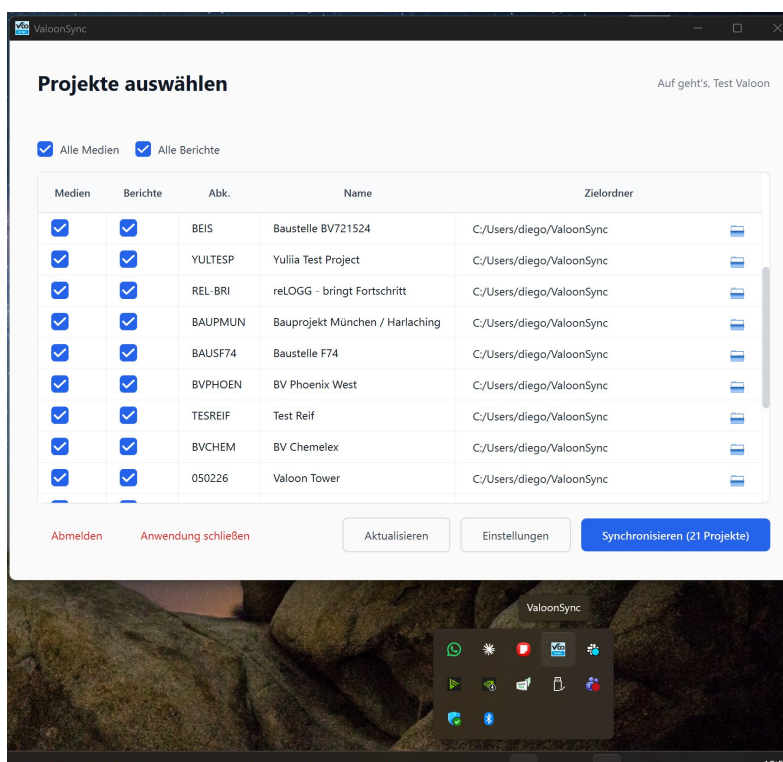 ValoonSync
Projekte auswählen
Auf geht's, Test Valoon
Alle Medien Alle Berichte
Medien Berichte Abk. Name Zielordner
BEIS Baustelle BV721524 C:/Users/diego/ValoonSync
YULTESP Yuliia Test Project C:/Users/diego/ValoonSync
REL-BRI reLOGG - bringt Fortschritt C:/Users/diego/ValoonSync
BAUPMUN Bauprojekt München / Harlaching C:/Users/diego/ValoonSync
BAUSF74 Baustelle F74 C:/Users/diego/ValoonSync
BVPHOEN BV Phoenix West C:/Users/diego/ValoonSync
TESREIF Test Reif C:/Users/diego/ValoonSync
BVCHEM BV Chemelex C:/Users/diego/ValoonSync
050226 Valoon Tower C:/Users/diego/ValoonSync
Abmelden Anwendung schließen Aktualisieren Einstellungen Synchronisieren (21 Projekte)
ValoonSync